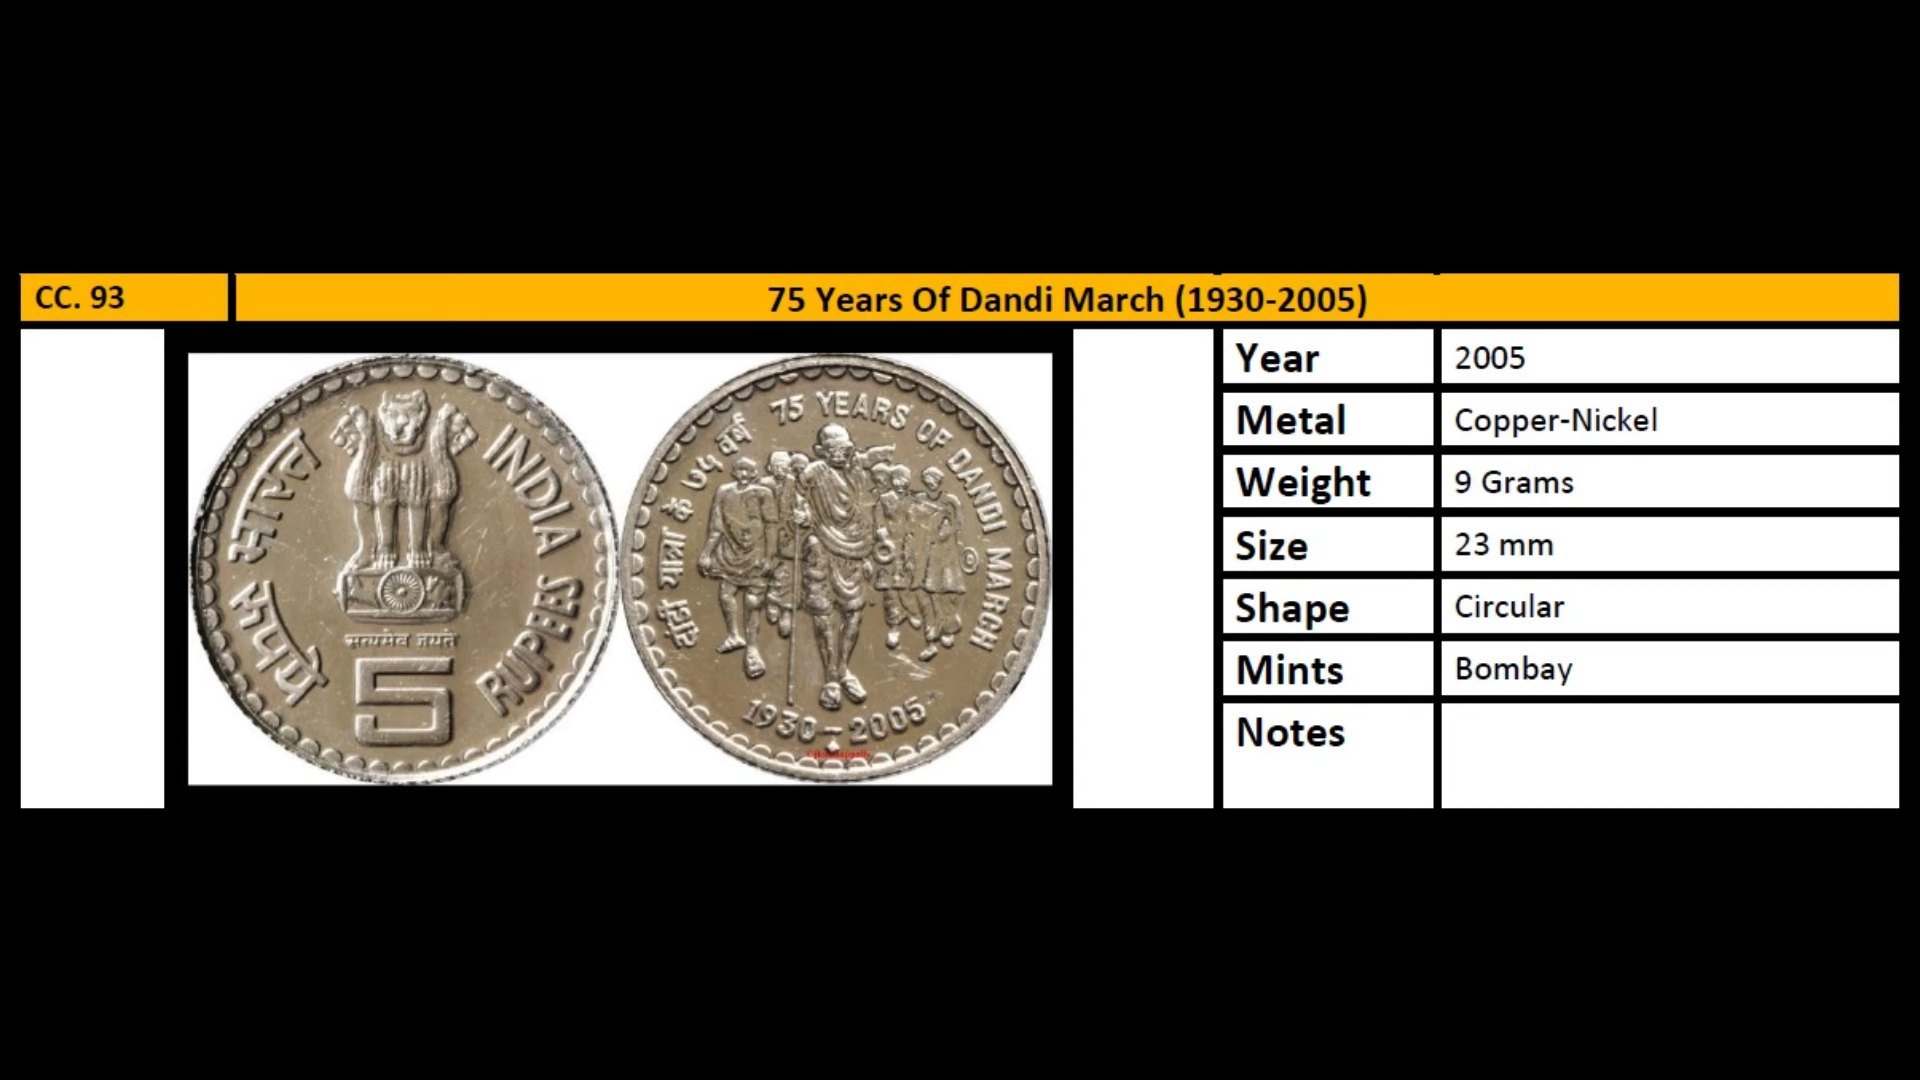 CC. 93
75 Years Of Dandi March (1930-2005)
भारत
INDIA
रुपये
RUPEES
सत्यमेव जयते
5
दांडी यात्रा के ७५ वर्ष
75 YEARS OF DANDI MARCH
1930-2005
Year 2005
Metal Copper-Nickel
Weight 9 Grams
Size 23 mm
Shape Circular
Mints Bombay
Notes